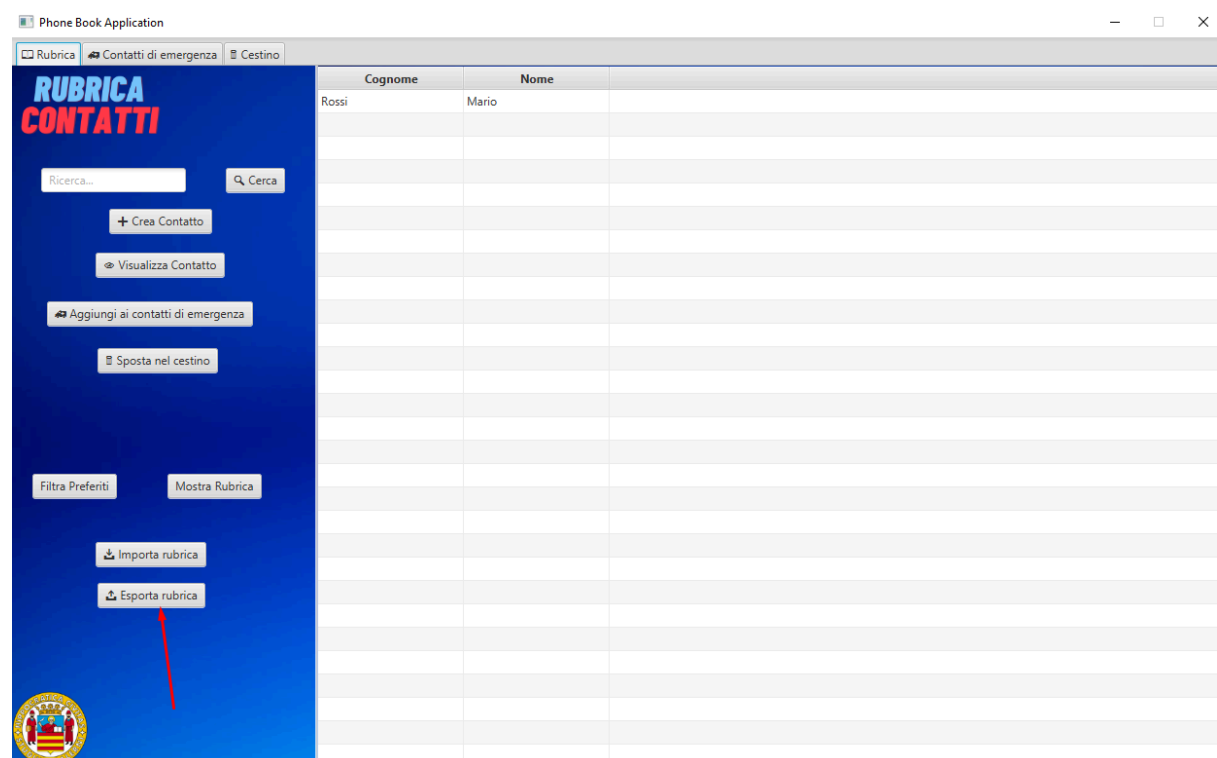 Phone Book Application
Rubrica Contatti di emergenza Cestino
RUBRICA
CONTATTI
Ricerca... Cerca
Crea Contatto
Visualizza Contatto
Aggiungi ai contatti di emergenza
Sposta nel cestino
Filtra Preferiti Mostra Rubrica
Importa rubrica
Esporta rubrica
Cognome Nome
Rossi Mario